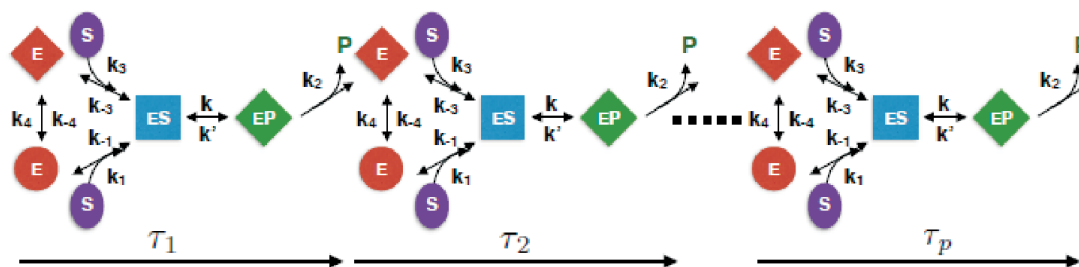 S P S P S P
E k3 E k3 E k3
k-3 k2 k-3 k2 k-3 k2
k4 k-4 ES k k' EP k4 k-4 ES k k' EP k4 k-4 ES k k' EP
k-1 k-1 k-1
E k1 E k1 E k1
S S S
τ1 τ2 τp